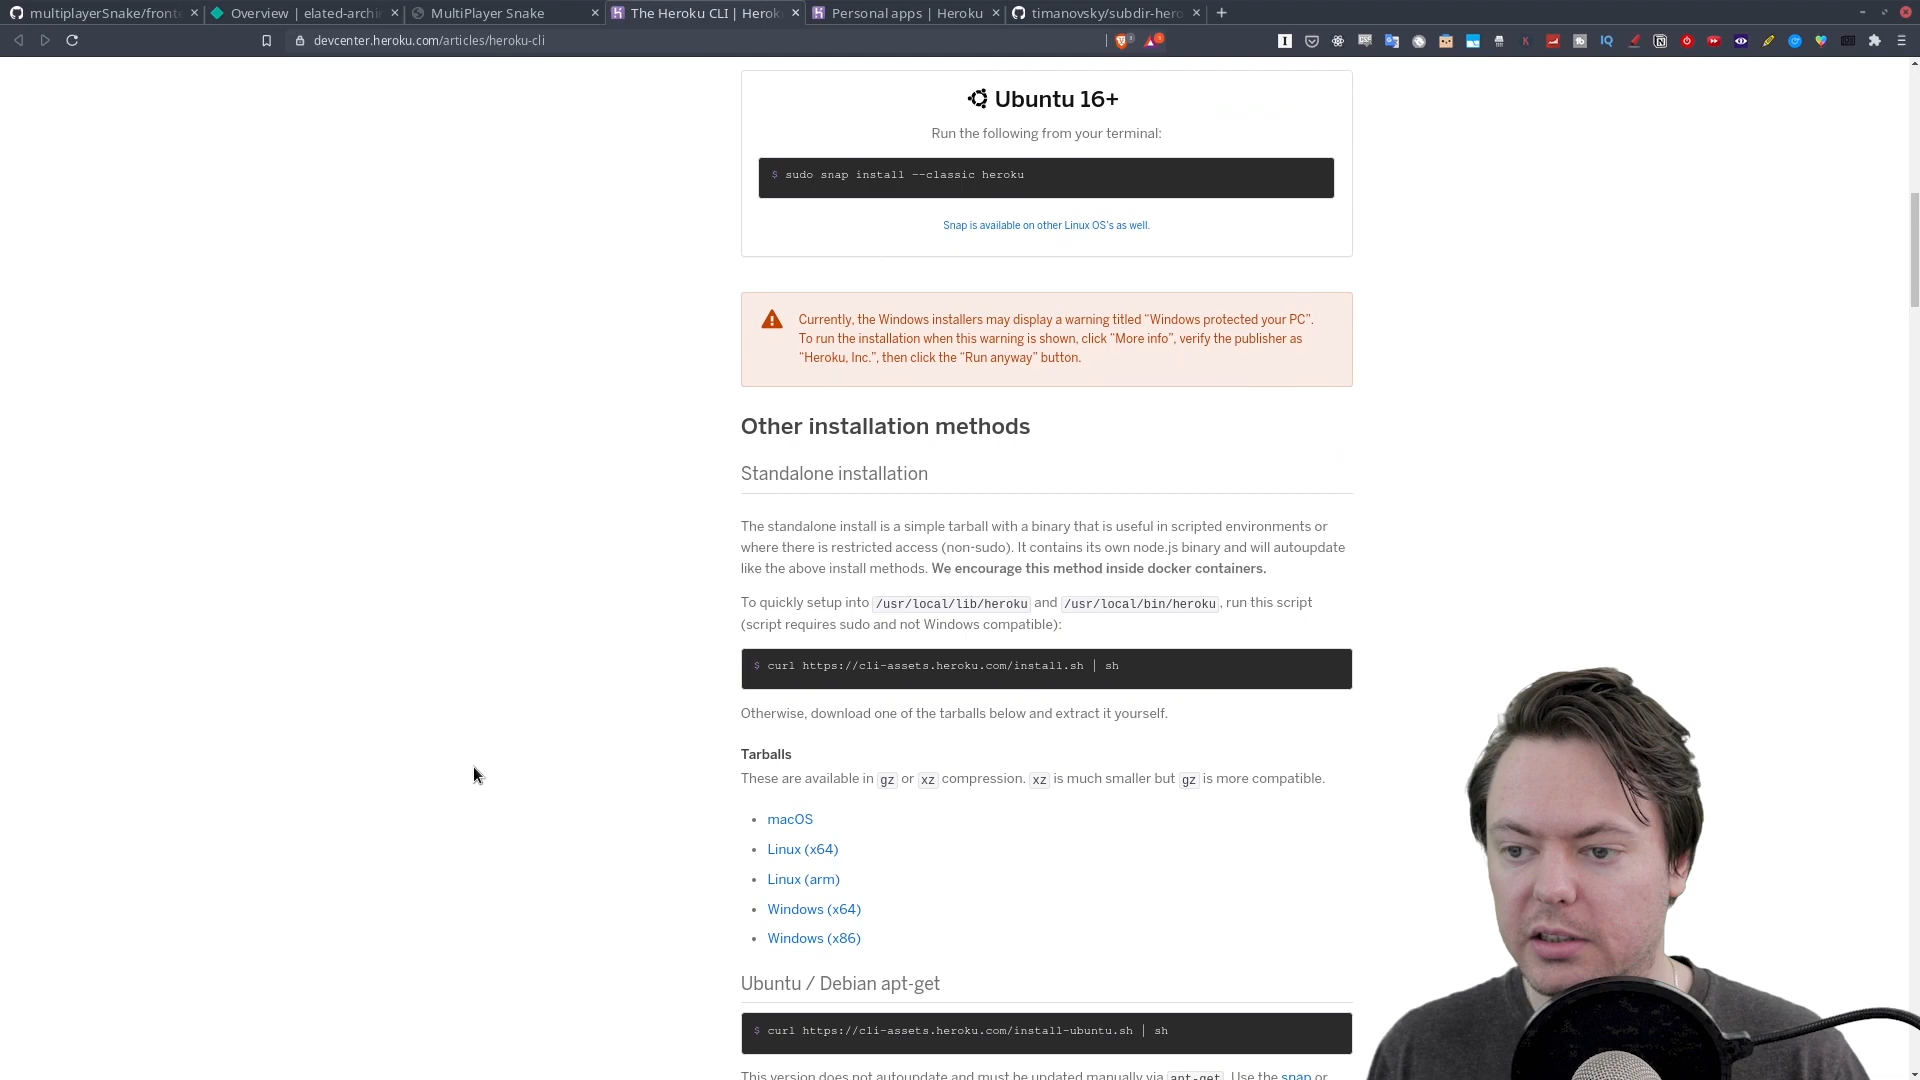 multiplayerSnake/fronte
Overview | elated-archi
MultiPlayer Snake
The Heroku CLI | Herok
Personal apps | Heroku
timanovsky/subdir-hero
devcenter.heroku.com/articles/heroku-cli
Ubuntu 16+
Run the following from your terminal:
$ sudo snap install --classic heroku
Snap is available on other Linux OS's as well.
Currently, the Windows installers may display a warning titled “Windows protected your PC”.
To run the installation when this warning is shown, click “More info”, verify the publisher as
“Heroku, Inc.”, then click the “Run anyway” button.
Other installation methods
Standalone installation
The standalone install is a simple tarball with a binary that is useful in scripted environments or
where there is restricted access (non-sudo). It contains its own node.js binary and will autoupdate
like the above install methods. We encourage this method inside docker containers.
To quickly setup into /usr/local/lib/heroku and /usr/local/bin/heroku, run this script
(script requires sudo and not Windows compatible):
$ curl https://cli-assets.heroku.com/install.sh | sh
Otherwise, download one of the tarballs below and extract it yourself.
Tarballs
These are available in gz or xz compression. xz is much smaller but gz is more compatible.
• macOS
• Linux (x64)
• Linux (arm)
• Windows (x64)
• Windows (x86)
Ubuntu / Debian apt-get
$ curl https://cli-assets.heroku.com/install-ubuntu.sh | sh
This version does not autoupdate and must be updated manually via apt-get. Use the snap or